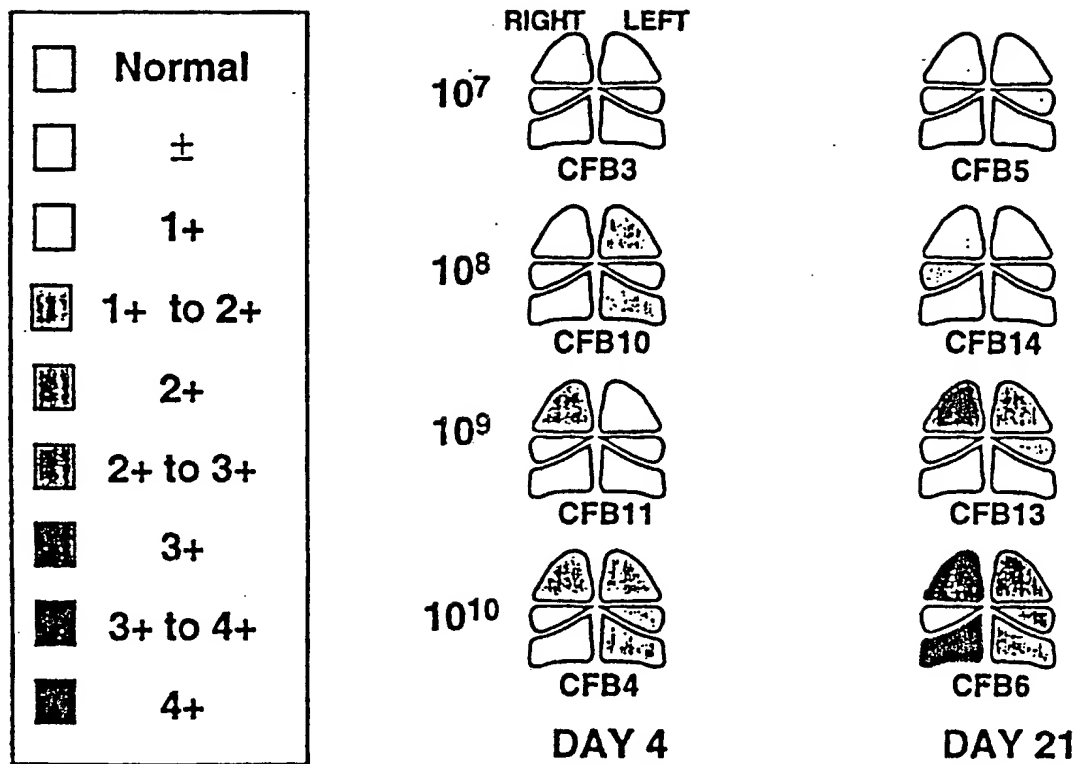 Normal
±
1+
1+ to 2+
2+
2+ to 3+
3+
3+ to 4+
4+
RIGHT LEFT
10⁷
CFB3
CFB5
10⁸
CFB10
CFB14
10⁹
CFB11
CFB13
10¹⁰
CFB4
CFB6
DAY 4
DAY 21